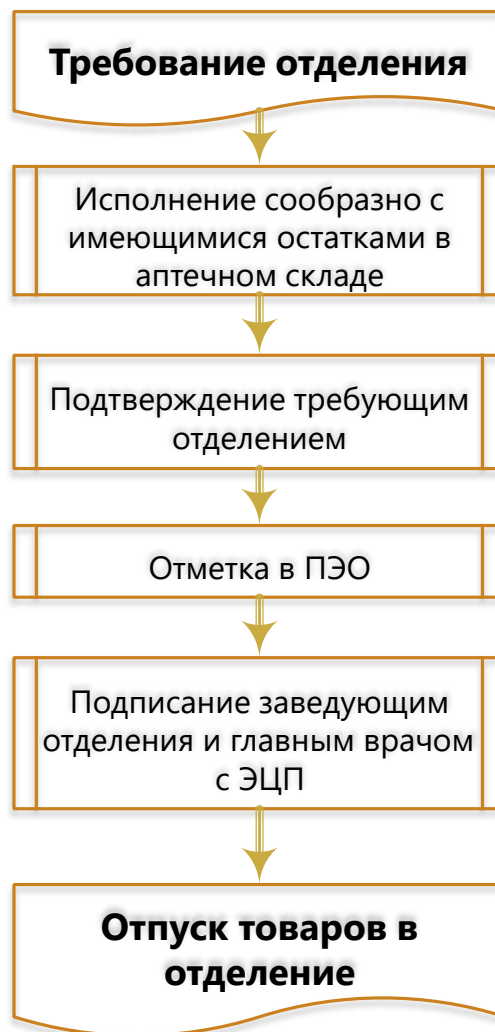 Требование отделения
Исполнение сообразно с
имеющимися остатками в
аптечном складе
Подтверждение требующим
отделением
Отметка в ПЭО
Подписание заведующим
отделения и главным врачом
с ЭЦП
Отпуск товаров в
отделение